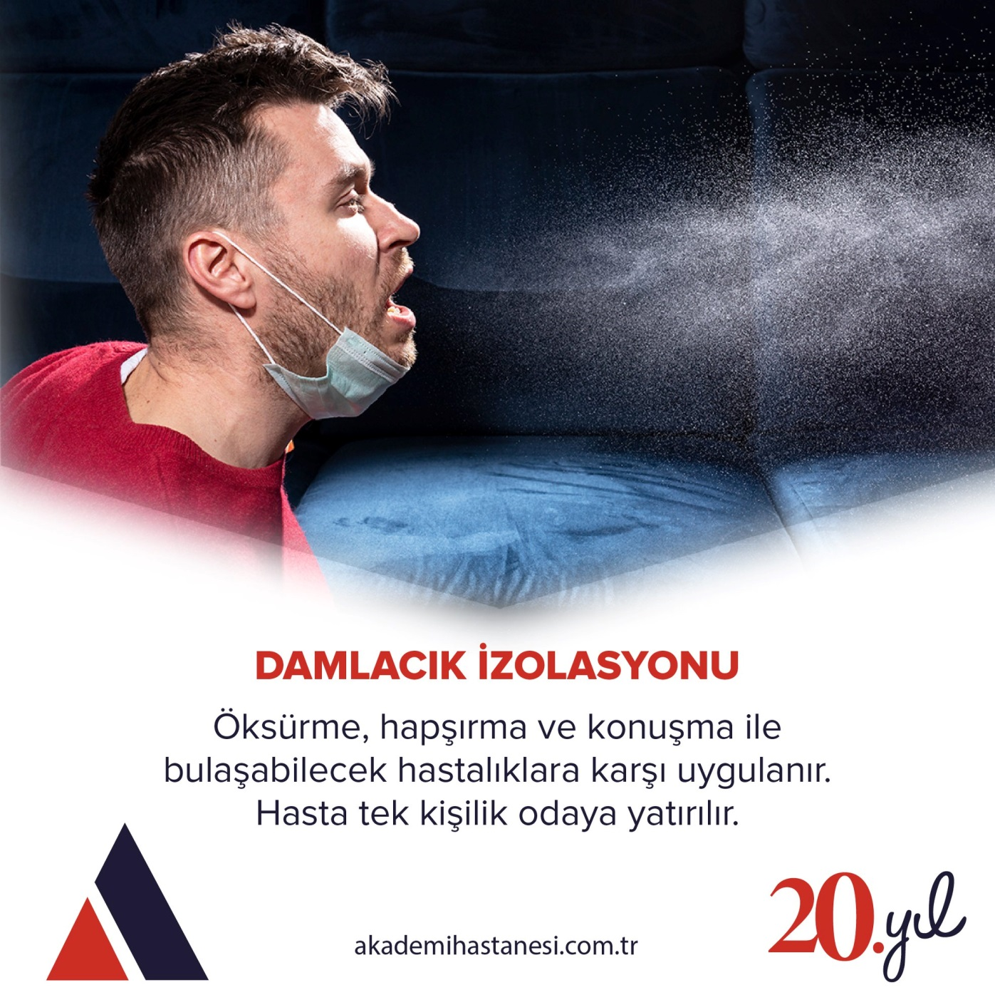 DAMLACIK İZOLASYONU
Öksürme, hapşırma ve konuşma ile
bulaşabilecek hastalıklara karşı uygulanır.
Hasta tek kişilik odaya yatırılır.
akademihastanesi.com.tr
20.yıl